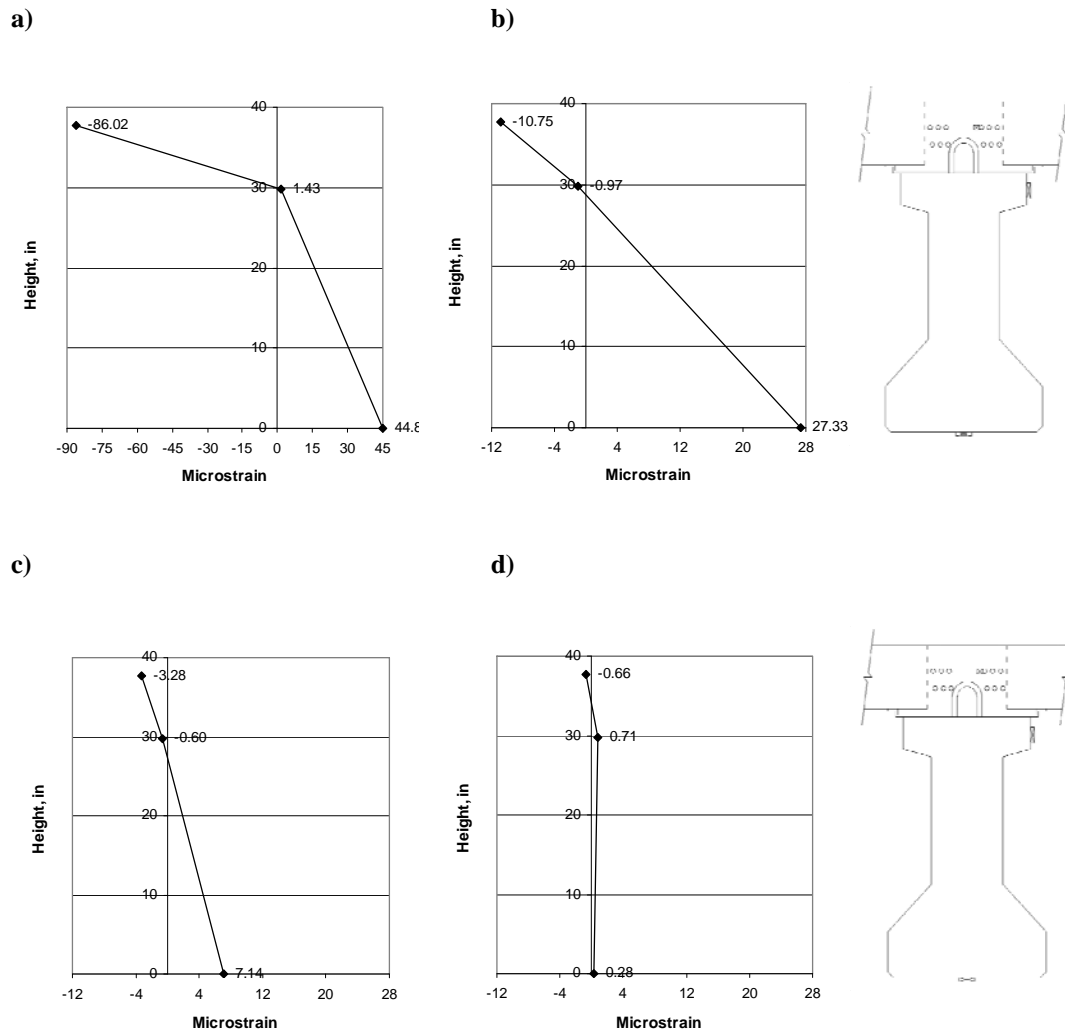 a)
b)
40
-86.02
30
1.43
20
10
0
44.8
-90 -75 -60 -45 -30 -15 0 15 30 45
Height, in
Microstrain
40
-10.75
30
-0.97
20
10
0
27.33
-12 -4 4 12 20 28
Height, in
Microstrain
c)
d)
40
-3.28
30
-0.60
20
10
0
7.14
-12 -4 4 12 20 28
Height, in
Microstrain
40
-0.66
30
0.71
20
10
0
0.28
-12 -4 4 12 20 28
Height, in
Microstrain